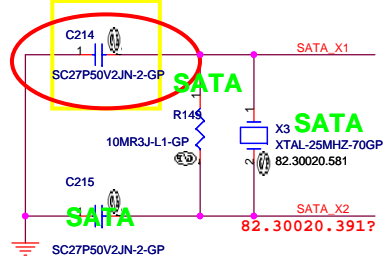 C214
SATA_X1
1
SC27P50V2JN-2-GP
SATA
R149
1
SATA
X3
XTAL-25MHZ-70GP
10MR3J-L1-GP
2
82.30020.581
C215
SATA_X2
1
SATA
82.30020.391?
SC27P50V2JN-2-GP